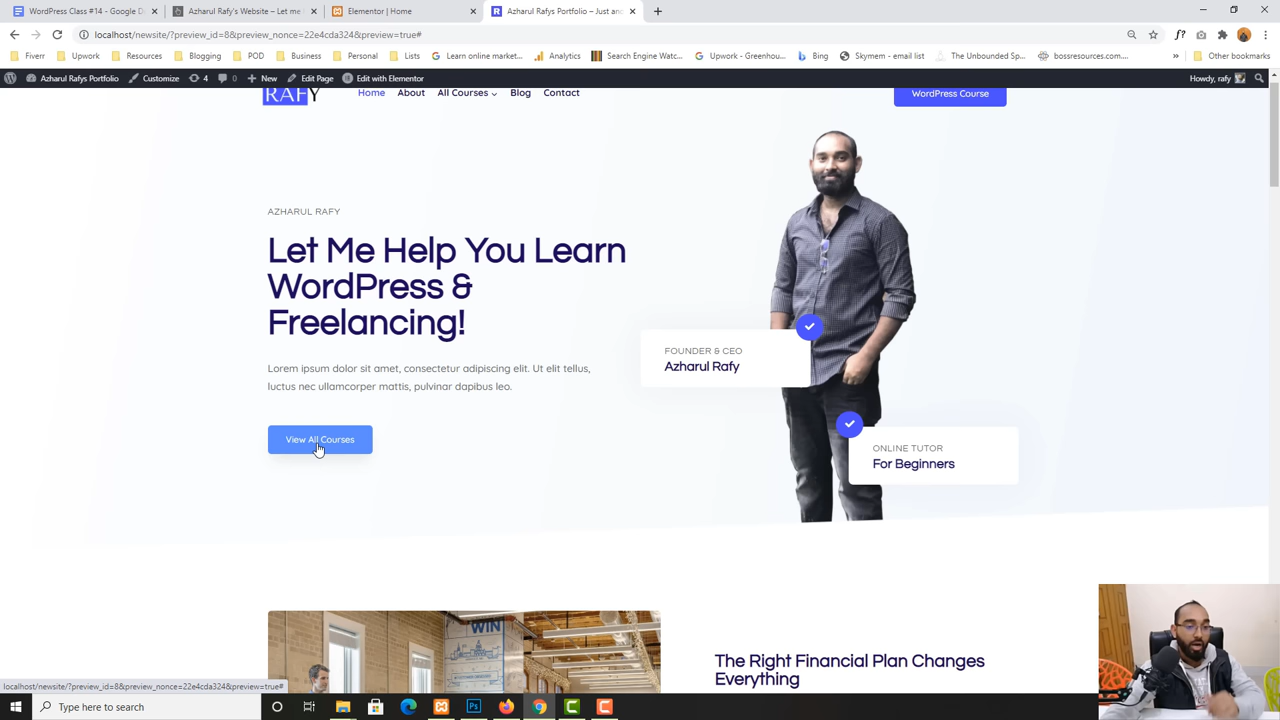 WordPress Class #14 - Google D
Azharul Rafy's Website – Let me
Elementor | Home
Azharul Rafys Portfolio – Just an
localhost/newsite/?preview_id=8&preview_nonce=22e4cda324&preview=true#
Fiverr
Upwork
Resources
Blogging
POD
Business
Personal
Lists
Learn online market...
Analytics
Search Engine Watc...
Upwork - Greenhou...
Bing
Skymem - email list
The Unbounded Sp...
bossresources.com...
»
Other bookmarks
Azharul Rafys Portfolio
Customize
4
0
New
Edit Page
Edit with Elementor
Howdy, rafy
RAFY
Home
About
All Courses
Blog
Contact
WordPress Course
AZHARUL RAFY
Let Me Help You Learn
WordPress &
Freelancing!
Lorem ipsum dolor sit amet, consectetur adipiscing elit. Ut elit tellus,
luctus nec ullamcorper mattis, pulvinar dapibus leo.
View All Courses
FOUNDER & CEO
Azharul Rafy
ONLINE TUTOR
For Beginners
WIN
The Right Financial Plan Changes
Everything
localhost/newsite/?preview_id=8&preview_nonce=22e4cda324&preview=true#
Type here to search